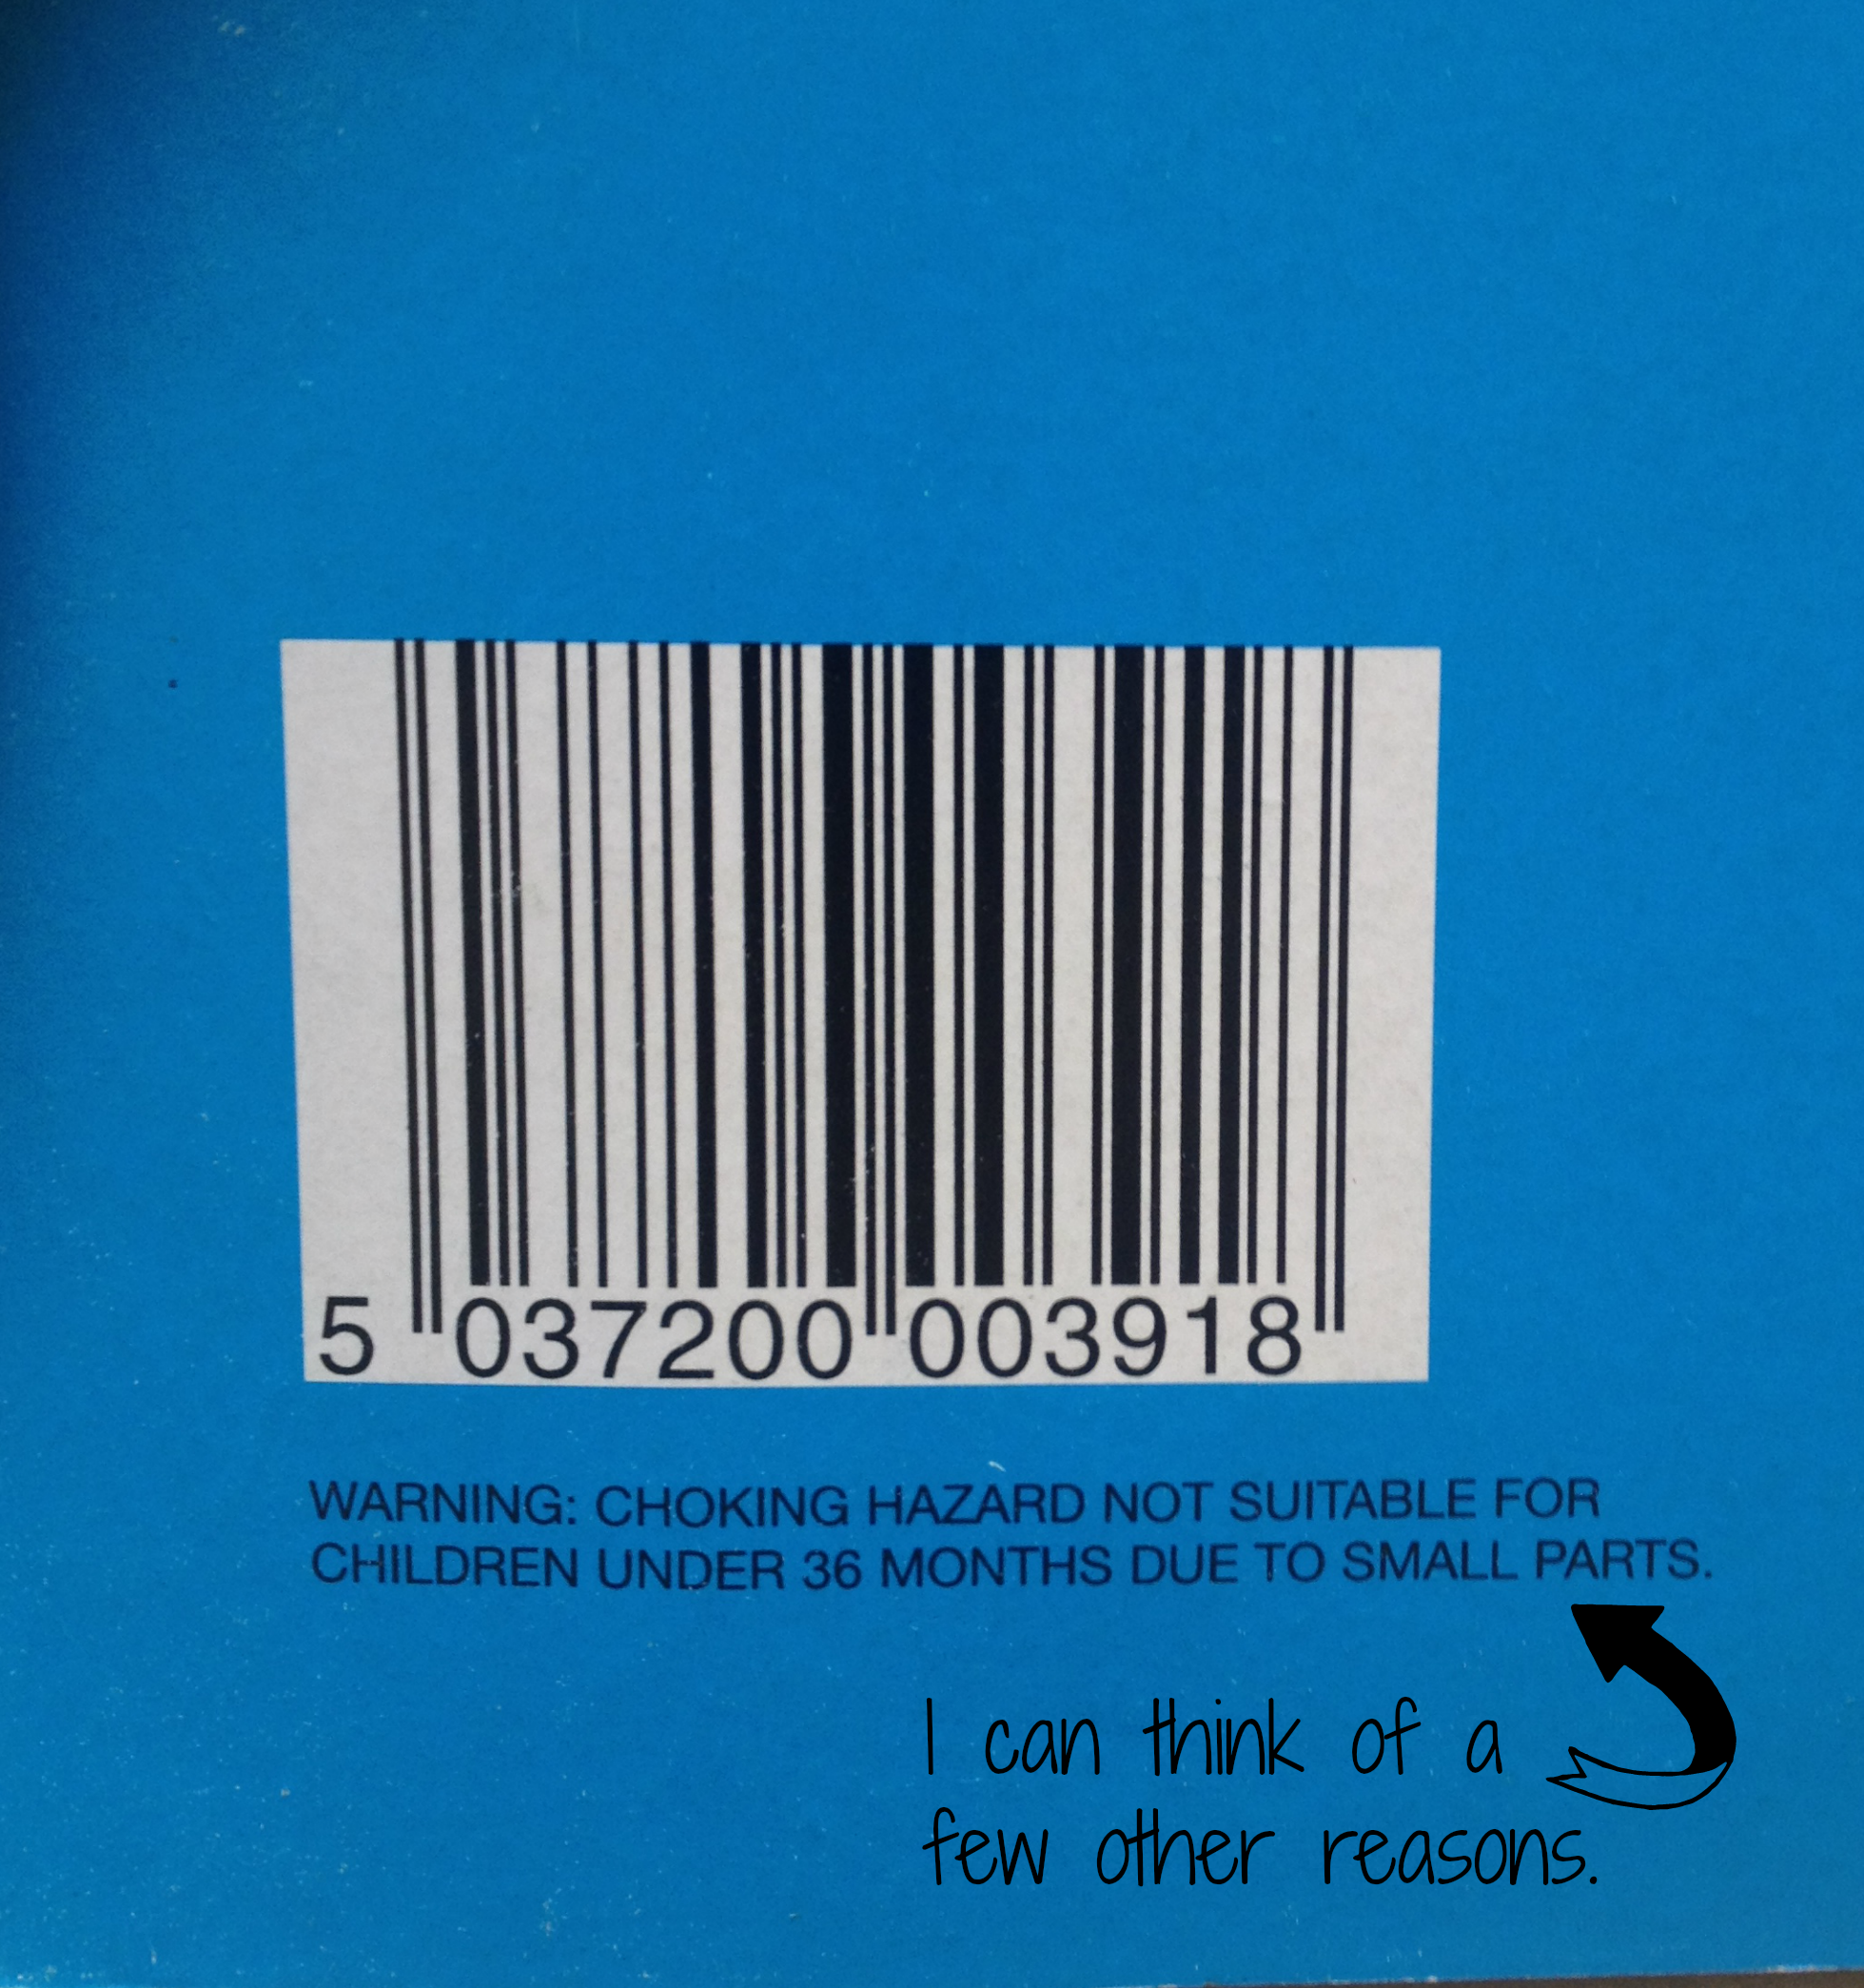 5 037200 003918
WARNING: CHOKING HAZARD NOT SUITABLE FOR
CHILDREN UNDER 36 MONTHS DUE TO SMALL PARTS.
I can think of a
few other reasons.